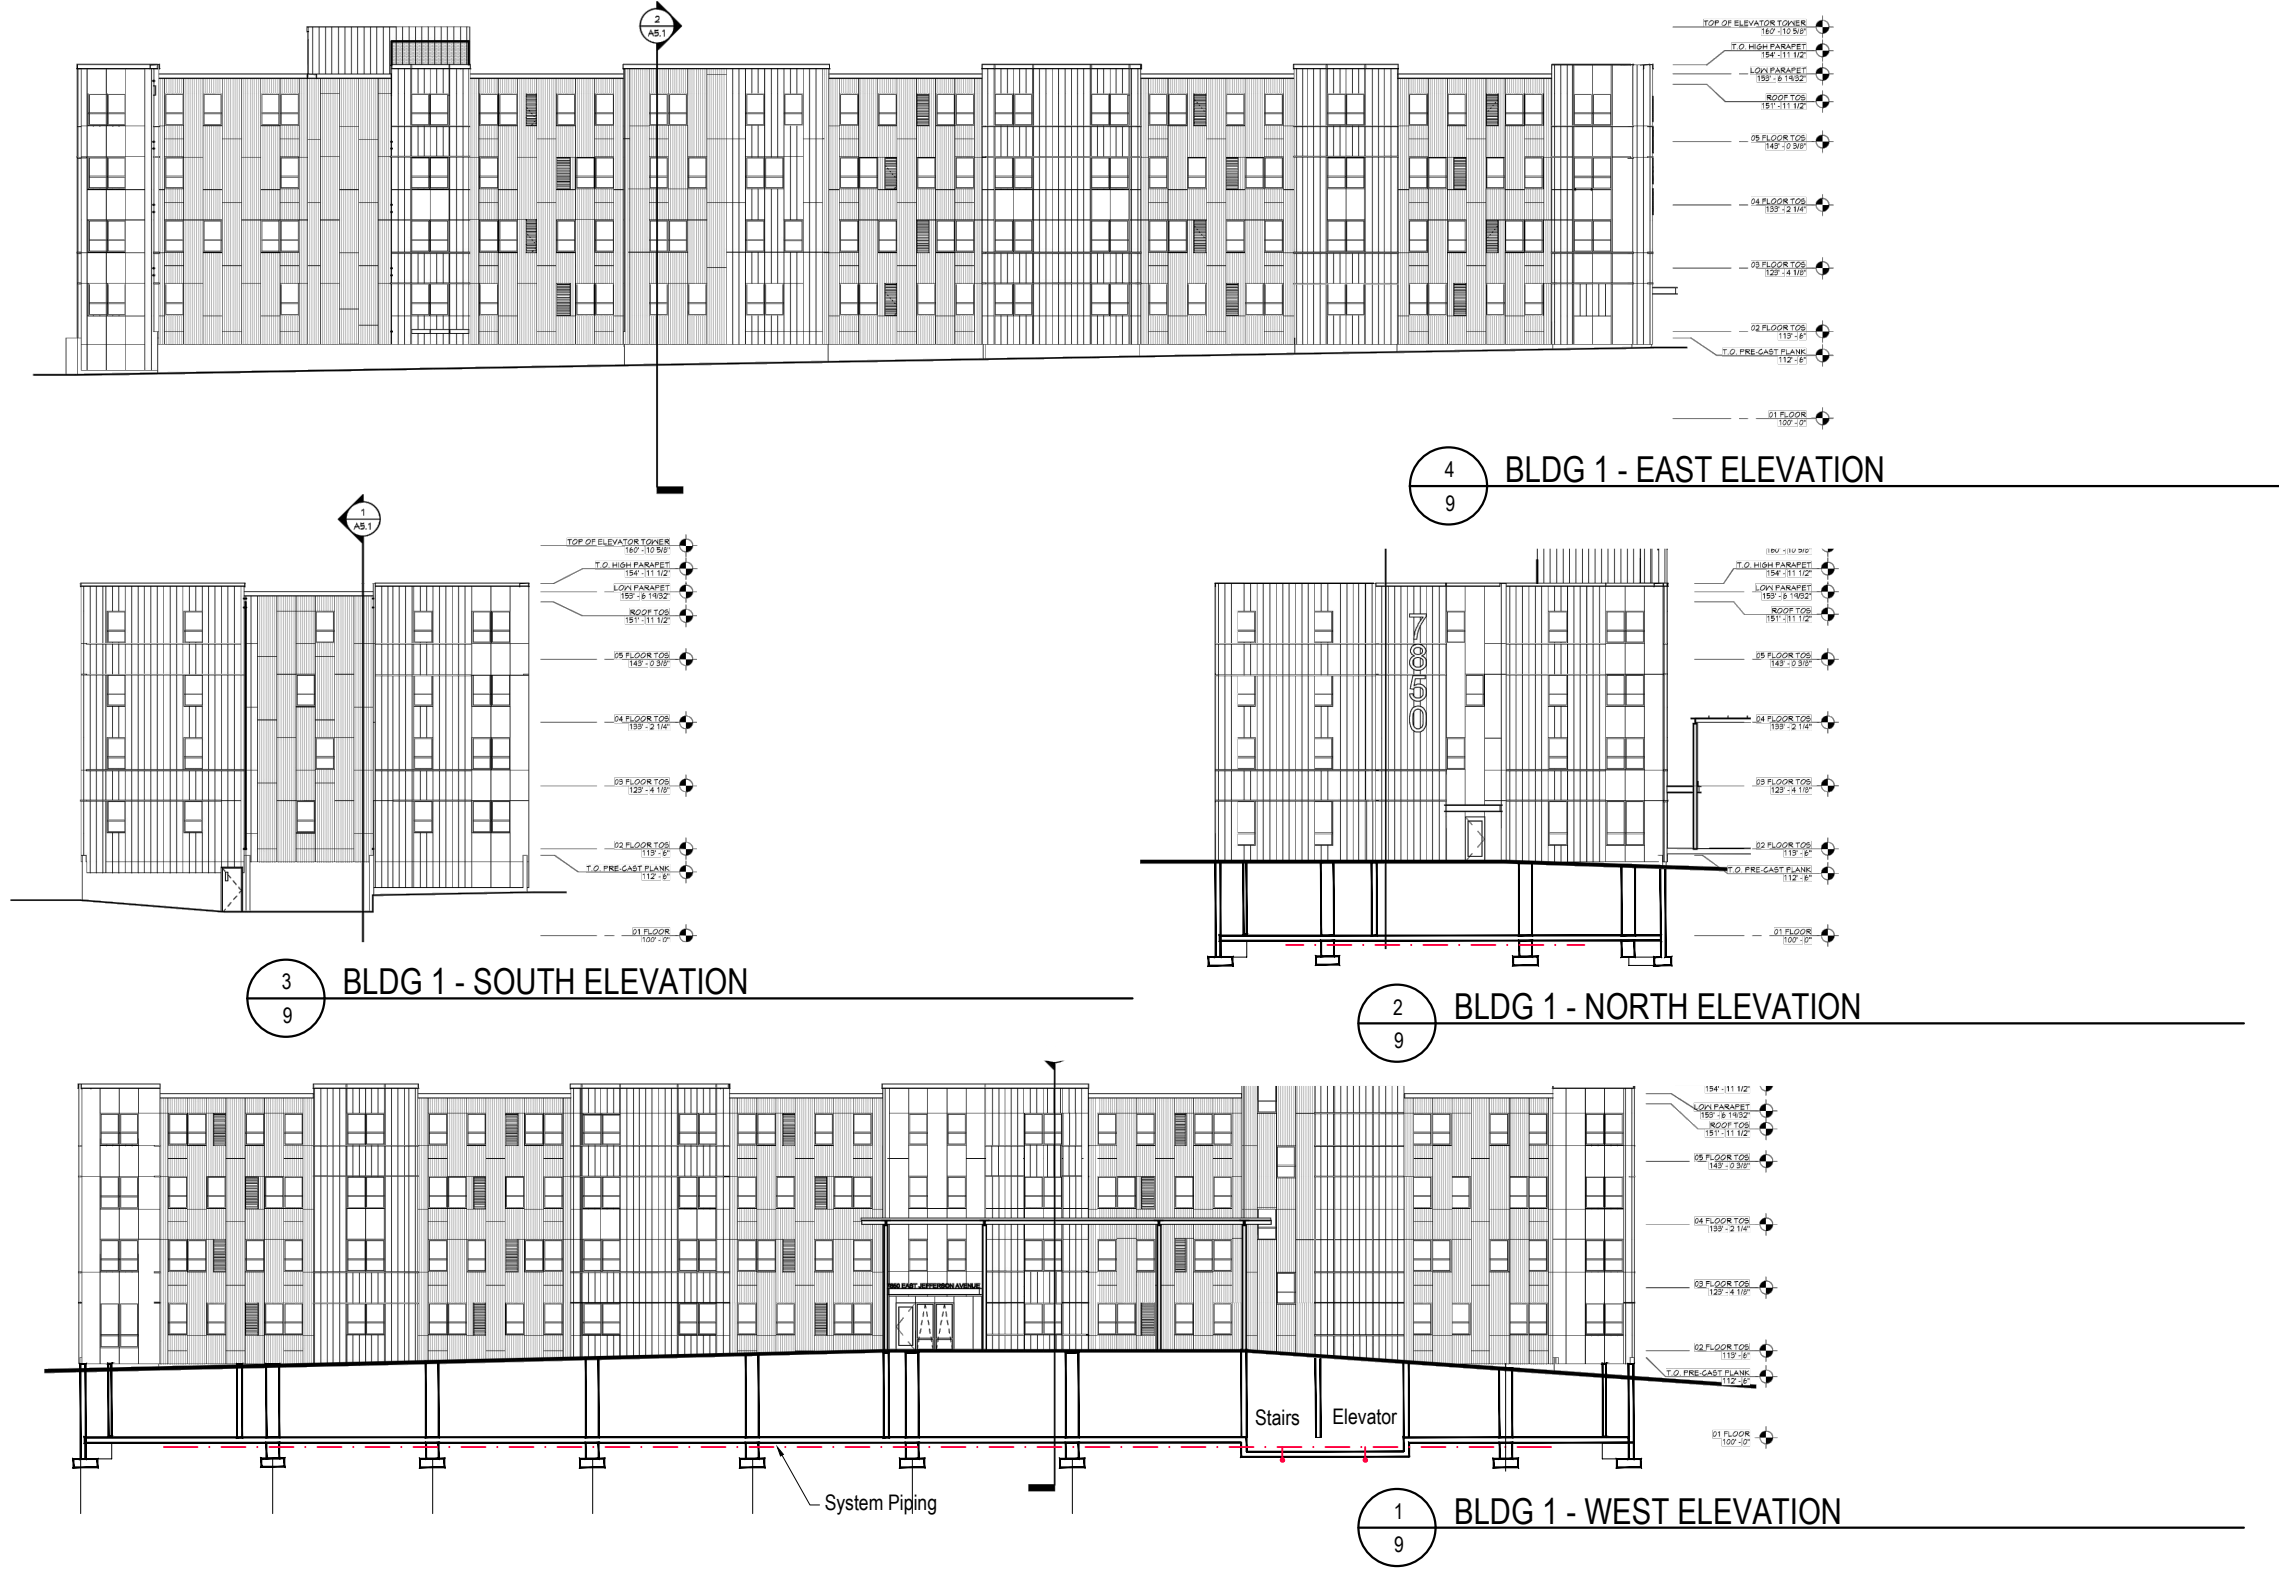 2
A5.1
TOP OF ELEVATOR TOWER
160' - 10 5/8"
T.O. HIGH PARAPET
154' - 11 1/2"
LOW PARAPET
153' - 6 19/32"
ROOF TOS
151' - 11 1/2"
05 FLOOR TOS
143' - 0 3/8"
04 FLOOR TOS
133' - 2 1/4"
03 FLOOR TOS
123' - 4 1/8"
02 FLOOR TOS
113' - 6"
T.O. PRE-CAST PLANK
112' - 6"
01 FLOOR
100' - 0"
4
9
BLDG 1 - EAST ELEVATION
1
A5.1
TOP OF ELEVATOR TOWER
160' - 10 5/8"
T.O. HIGH PARAPET
154' - 11 1/2"
LOW PARAPET
153' - 6 19/32"
ROOF TOS
151' - 11 1/2"
05 FLOOR TOS
143' - 0 3/8"
04 FLOOR TOS
133' - 2 1/4"
03 FLOOR TOS
123' - 4 1/8"
02 FLOOR TOS
113' - 6"
T.O. PRE-CAST PLANK
112' - 6"
01 FLOOR
100' - 0"
3
9
BLDG 1 - SOUTH ELEVATION
7
8
5
0
160' - 10 5/8"
T.O. HIGH PARAPET
154' - 11 1/2"
LOW PARAPET
153' - 6 19/32"
ROOF TOS
151' - 11 1/2"
05 FLOOR TOS
143' - 0 3/8"
04 FLOOR TOS
133' - 2 1/4"
03 FLOOR TOS
123' - 4 1/8"
02 FLOOR TOS
113' - 6"
T.O. PRE-CAST PLANK
112' - 6"
01 FLOOR
100' - 0"
2
9
BLDG 1 - NORTH ELEVATION
154' - 11 1/2"
LOW PARAPET
153' - 6 19/32"
ROOF TOS
151' - 11 1/2"
05 FLOOR TOS
143' - 0 3/8"
04 FLOOR TOS
133' - 2 1/4"
EAST JEFFERSON AVENUE
03 FLOOR TOS
123' - 4 1/8"
02 FLOOR TOS
113' - 6"
T.O. PRE-CAST PLANK
112' - 6"
Stairs
Elevator
01 FLOOR
100' - 0"
System Piping
1
9
BLDG 1 - WEST ELEVATION